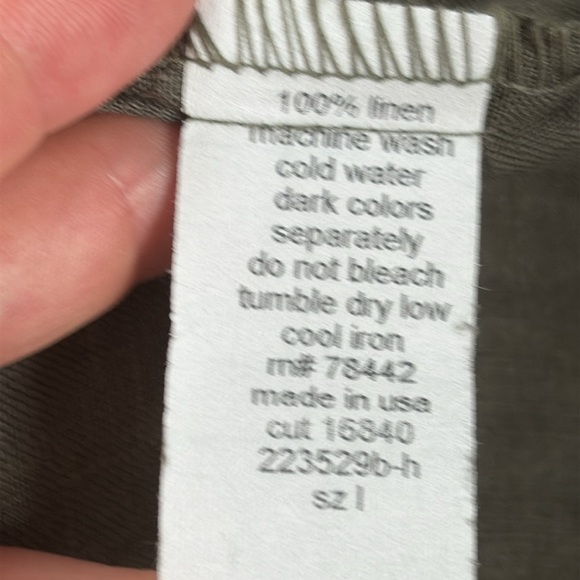 100% linen
machine wash
cold water
dark colors
separately
do not bleach
tumble dry low
cool iron
rn# 78442
made in usa
cut 16840
223529b-h
sz l